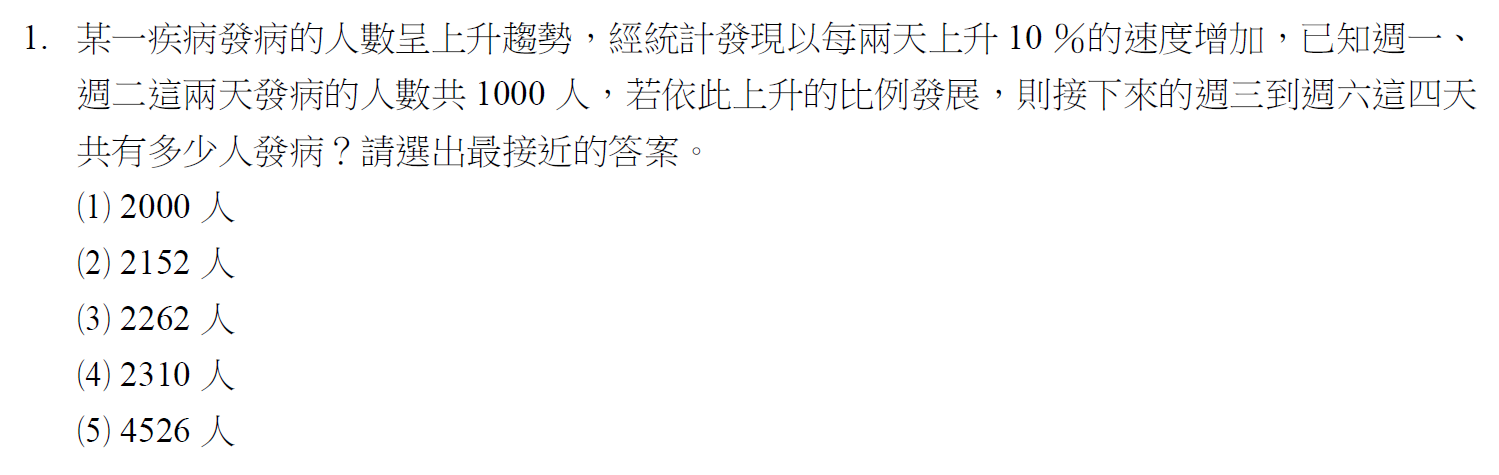 1. 某一疾病發病的人數呈上升趨勢，經統計發現以每兩天上升 10 %的速度增加，已知週一、
週二這兩天發病的人數共 1000 人，若依此上升的比例發展，則接下來的週三到週六這四天
共有多少人發病？請選出最接近的答案。
(1) 2000 人
(2) 2152 人
(3) 2262 人
(4) 2310 人
(5) 4526 人